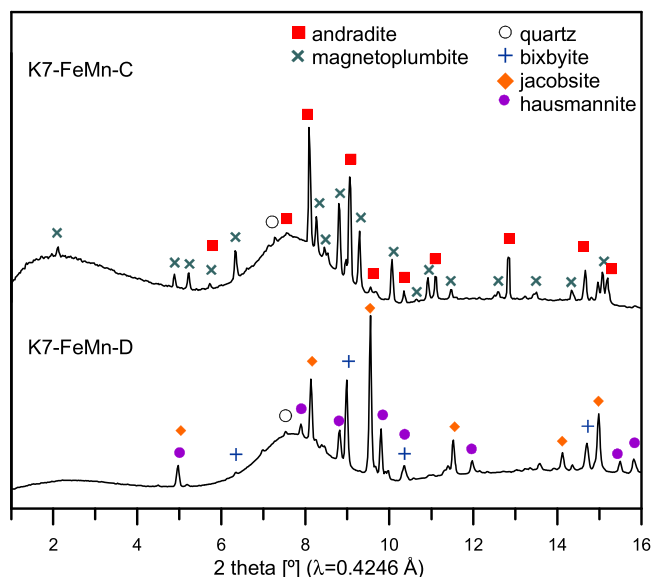 andradite
magnetoplumbite
quartz
bixbyite
jacobsite
hausmannite
K7-FeMn-C
K7-FeMn-D
2 4 6 8 10 12 14 16
2 theta [º] (λ=0.4246 Å)